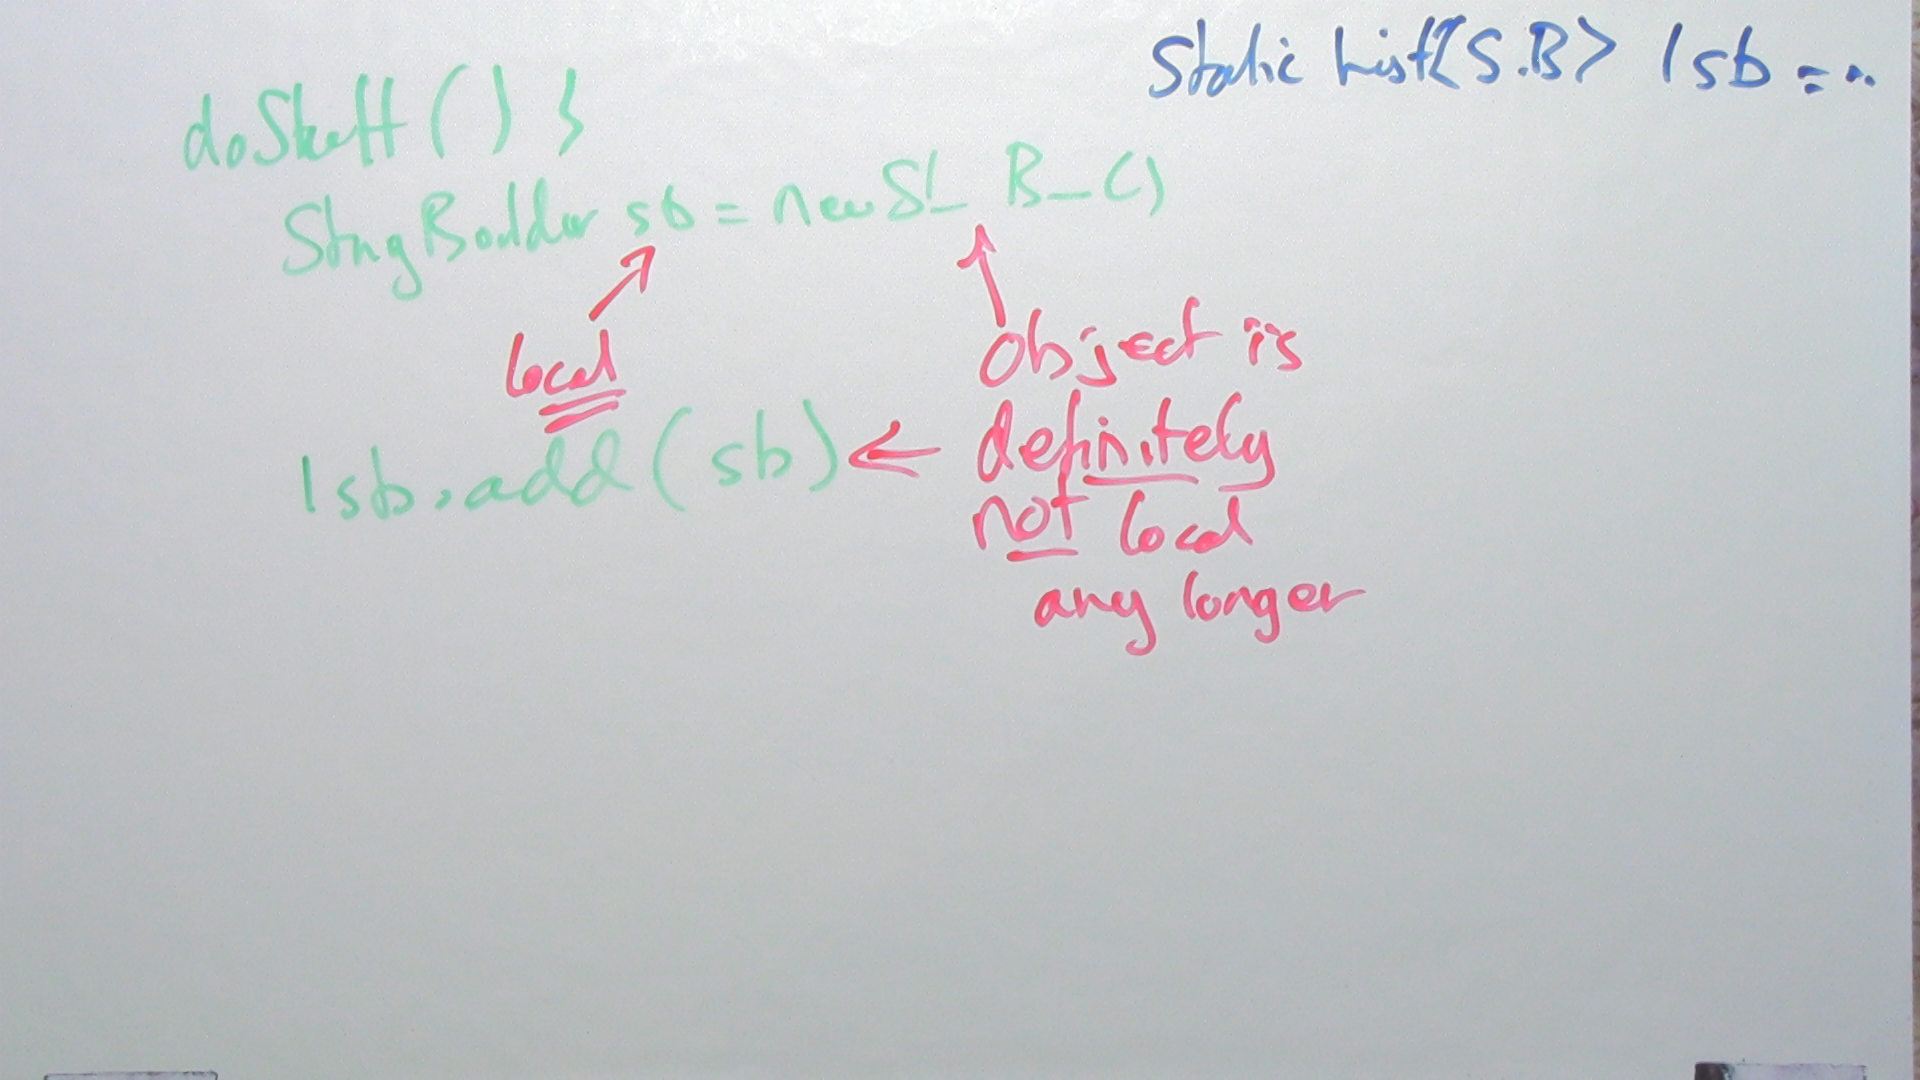 static List<S.B> lsb = ..
doStuff() {
StringBuilder sb = new St_ B_()
local
Object is
definitely
not local
any longer
lsb.add(sb)